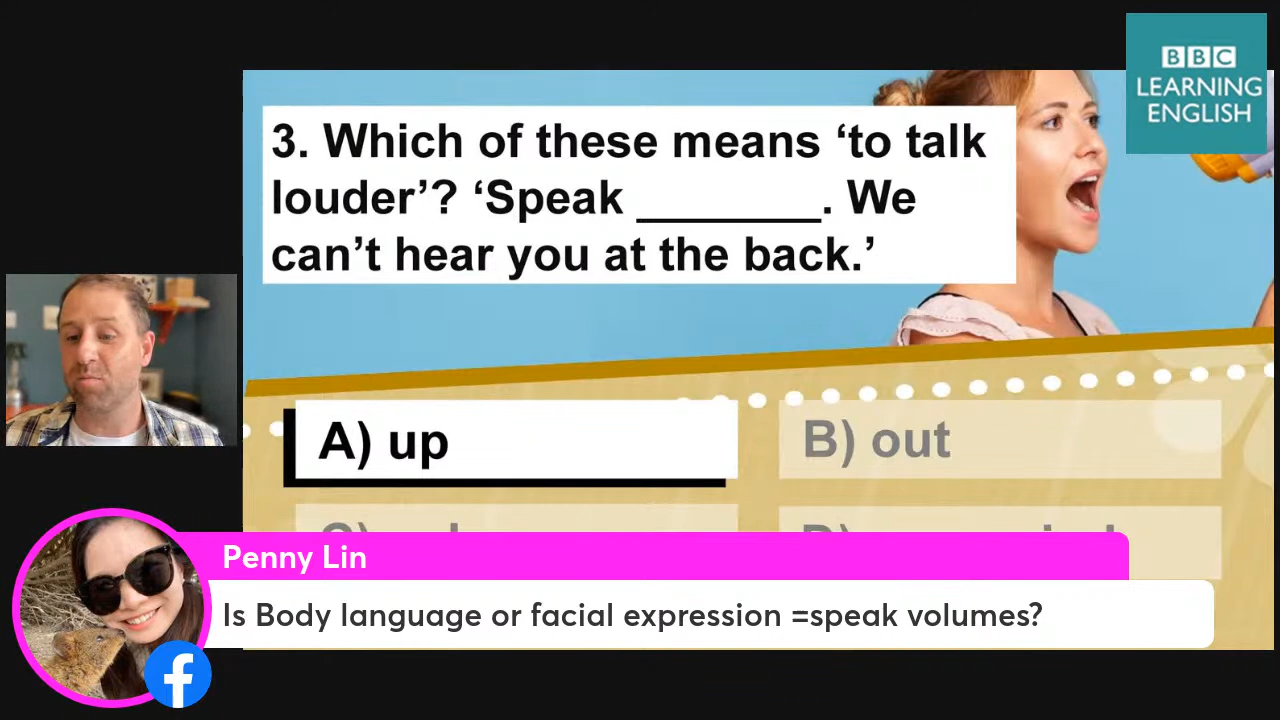 BBC
LEARNING
ENGLISH
3. Which of these means ‘to talk
louder’? ‘Speak _______. We
can’t hear you at the back.’
A) up
B) out
Penny Lin
Is Body language or facial expression =speak volumes?